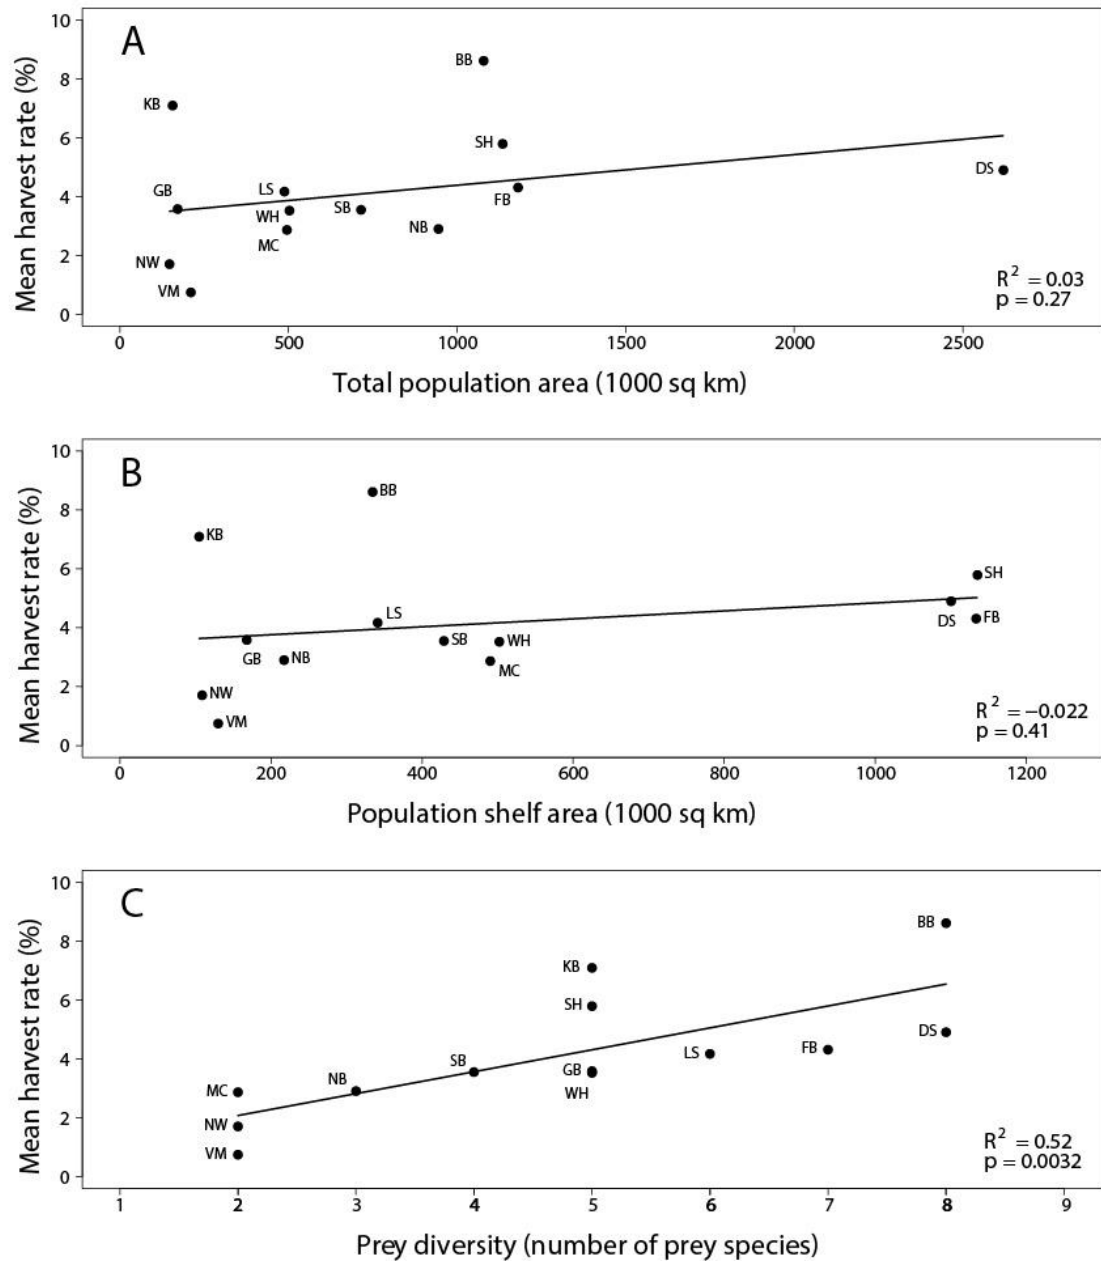 A
Mean harvest rate (%)
10
8
6
4
2
0
BB
KB
SH
DS
GB
LS
FB
WH
SB
NB
MC
NW
VM
R² = 0.03
p = 0.27
0 500 1000 1500 2000 2500
Total population area (1000 sq km)
B
Mean harvest rate (%)
10
8
6
4
2
0
BB
KB
SH
LS
DS
FB
SB
WH
GB
NB
MC
NW
VM
R² = −0.022
p = 0.41
0 200 400 600 800 1000 1200
Population shelf area (1000 sq km)
C
Mean harvest rate (%)
10
8
6
4
2
0
BB
KB
SH
DS
SB
LS
FB
NB
GB
WH
MC
NW
VM
R² = 0.52
p = 0.0032
1 2 3 4 5 6 7 8 9
Prey diversity (number of prey species)